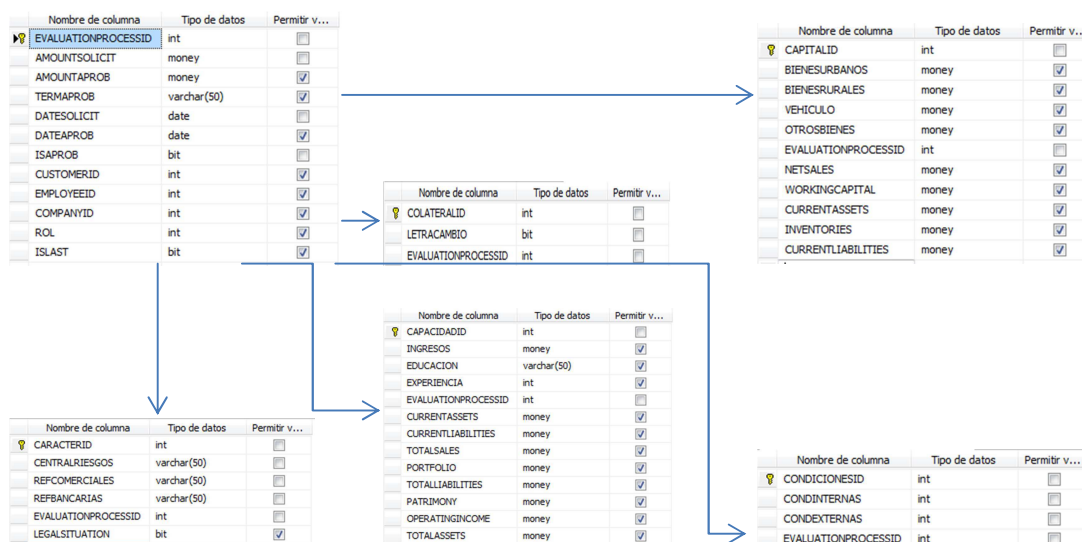 Nombre de columna Tipo de datos Permitir v...
EVALUATIONPROCESSID int
AMOUNTSOLICIT money
AMOUNTAPROB money
TERMAPROB varchar(50)
DATESOLICIT date
DATEAPROB date
ISAPROB bit
CUSTOMERID int
EMPLOYEEID int
COMPANYID int
ROL int
ISLAST bit
Nombre de columna Tipo de datos Permitir v...
CAPITALID int
BIENESURBANOS money
BIENESRURALES money
VEHICULO money
OTROSBIENES money
EVALUATIONPROCESSID int
NETSALES money
WORKINGCAPITAL money
CURRENTASSETS money
INVENTORIES money
CURRENTLIABILITIES money
Nombre de columna Tipo de datos Permitir v...
COLATERALID int
LETRACAMBIO bit
EVALUATIONPROCESSID int
Nombre de columna Tipo de datos Permitir v...
CAPACIDADID int
INGRESOS money
EDUCACION varchar(50)
EXPERIENCIA int
EVALUATIONPROCESSID int
CURRENTASSETS money
CURRENTLIABILITIES money
TOTALSALES money
PORTFOLIO money
TOTALLIABILITIES money
PATRIMONY money
OPERATINGINCOME money
TOTALASSETS money
Nombre de columna Tipo de datos Permitir v...
CARACTERID int
CENTRALRIESGOS varchar(50)
REFCOMERCIALES varchar(50)
REFBANCARIAS varchar(50)
EVALUATIONPROCESSID int
LEGALSITUATION bit
Nombre de columna Tipo de datos Permitir v...
CONDICIONESID int
CONDINTERNAS int
CONDEXTERNAS int
EVALUATIONPROCESSID int